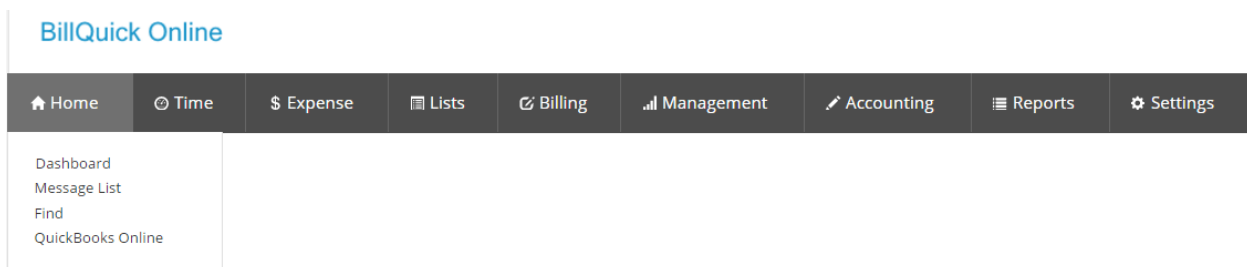 BillQuick Online
Home Time $ Expense Lists Billing Management Accounting Reports Settings
Dashboard
Message List
Find
QuickBooks Online